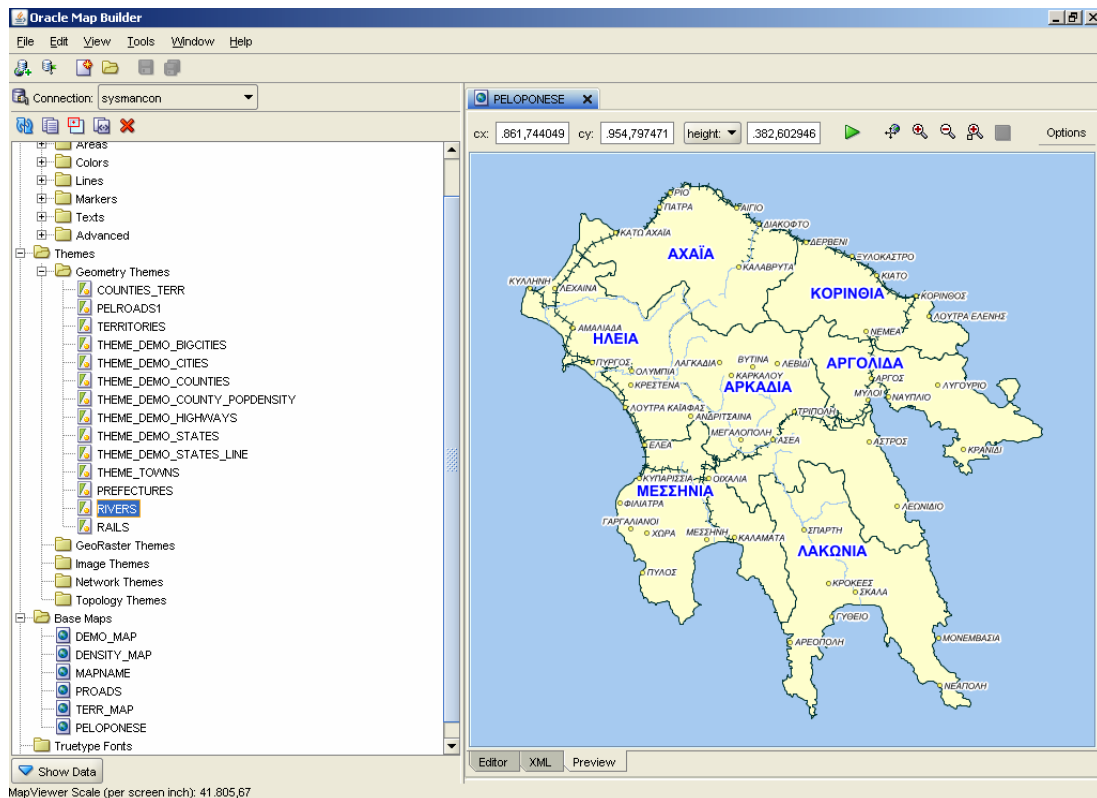 Oracle Map Builder
File Edit View Tools Window Help
Connection: sysmancon
Areas
Colors
Lines
Markers
Texts
Advanced
Themes
Geometry Themes
COUNTIES_TERR
PELROADS1
TERRITORIES
THEME_DEMO_BIGCITIES
THEME_DEMO_CITIES
THEME_DEMO_COUNTIES
THEME_DEMO_COUNTY_POPDENSITY
THEME_DEMO_HIGHWAYS
THEME_DEMO_STATES
THEME_DEMO_STATES_LINE
THEME_TOWNS
PREFECTURES
RIVERS
RAILS
GeoRaster Themes
Image Themes
Network Themes
Topology Themes
Base Maps
DEMO_MAP
DENSITY_MAP
MAPNAME
PROADS
TERR_MAP
PELOPONESE
Truetype Fonts
Show Data
MapViewer Scale (per screen inch): 41.805,67
PELOPONESE
cx: .861,744049 cy: .954,797471 height: .382,602946 Options
ΡΙΟ
ΠΑΤΡΑ
ΑΙΓΙΟ
ΔΙΑΚΟΦΤΟ
ΚΑΤΩ ΑΧΑΪΑ
ΔΕΡΒΕΝΙ
ΑΧΑΪΑ
ΞΥΛΟΚΑΣΤΡΟ
ΚΑΛΑΒΡΥΤΑ
ΚΙΑΤΟ
ΚΥΛΛΗΝΗ
ΛΕΧΑΙΝΑ
ΚΟΡΙΝΘΙΑ
ΚΟΡΙΝΘΟΣ
ΛΟΥΤΡΑ ΕΛΕΝΗΣ
ΑΜΑΛΙΑΔΑ
ΗΛΕΙΑ
ΝΕΜΕΑ
ΠΥΡΓΟΣ
ΛΑΓΚΑΔΙΑ
ΒΥΤΙΝΑ
ΛΕΒΙΔΙ
ΑΡΓΟΛΙΔΑ
ΟΛΥΜΠΙΑ
ΚΑΡΚΑΛΟΥ
ΑΡΓΟΣ
ΚΡΕΣΤΕΝΑ
ΑΡΚΑΔΙΑ
ΛΥΓΟΥΡΙΟ
ΜΥΛΟΙ
ΝΑΥΠΛΙΟ
ΛΟΥΤΡΑ ΚΑΪΑΦΑΣ
ΑΝΔΡΙΤΣΑΙΝΑ
ΤΡΙΠΟΛΗ
ΜΕΓΑΛΟΠΟΛΗ
ΑΣΕΑ
ΕΛΕΑ
ΑΣΤΡΟΣ
ΚΡΑΝΙΔΙ
ΚΥΠΑΡΙΣΣΙΑ
ΟΙΧΑΛΙΑ
ΜΕΣΣΗΝΙΑ
ΦΙΛΙΑΤΡΑ
ΛΕΩΝΙΔΙΟ
ΓΑΡΓΑΛΙΑΝΟΙ
ΧΩΡΑ
ΜΕΣΣΗΝΗ
ΚΑΛΑΜΑΤΑ
ΣΠΑΡΤΗ
ΛΑΚΩΝΙΑ
ΠΥΛΟΣ
ΚΡΟΚΕΕΣ
ΣΚΑΛΑ
ΓΥΘΕΙΟ
ΑΡΕΟΠΟΛΗ
ΜΟΝΕΜΒΑΣΙΑ
ΝΕΑΠΟΛΗ
Editor XML Preview